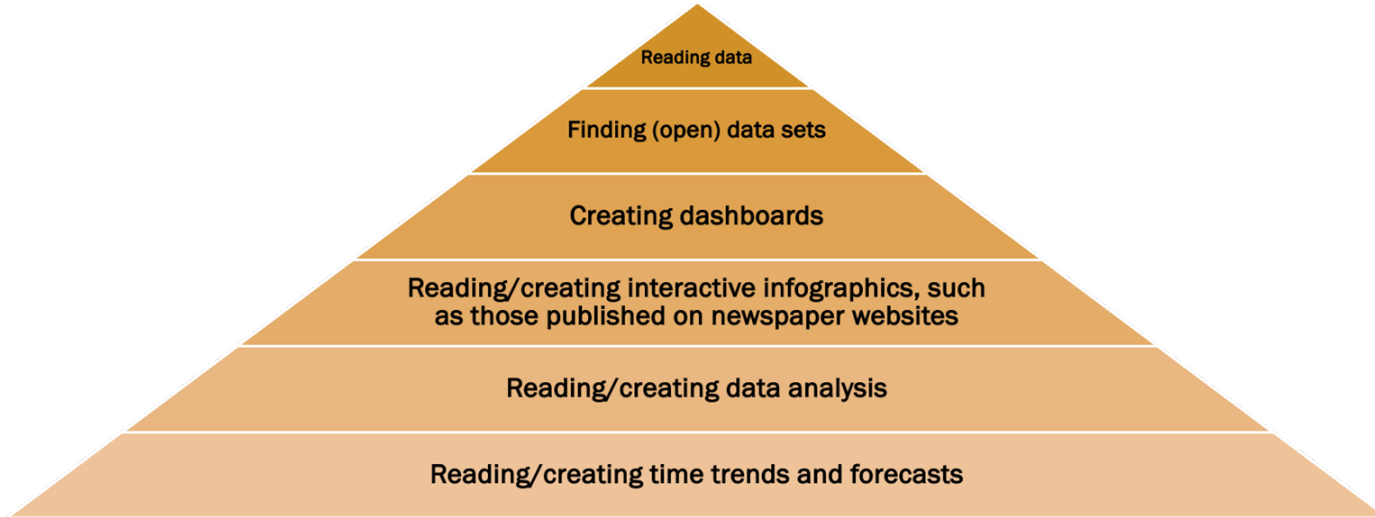 Reading data
Finding (open) data sets
Creating dashboards
Reading/creating interactive infographics, such
as those published on newspaper websites
Reading/creating data analysis
Reading/creating time trends and forecasts